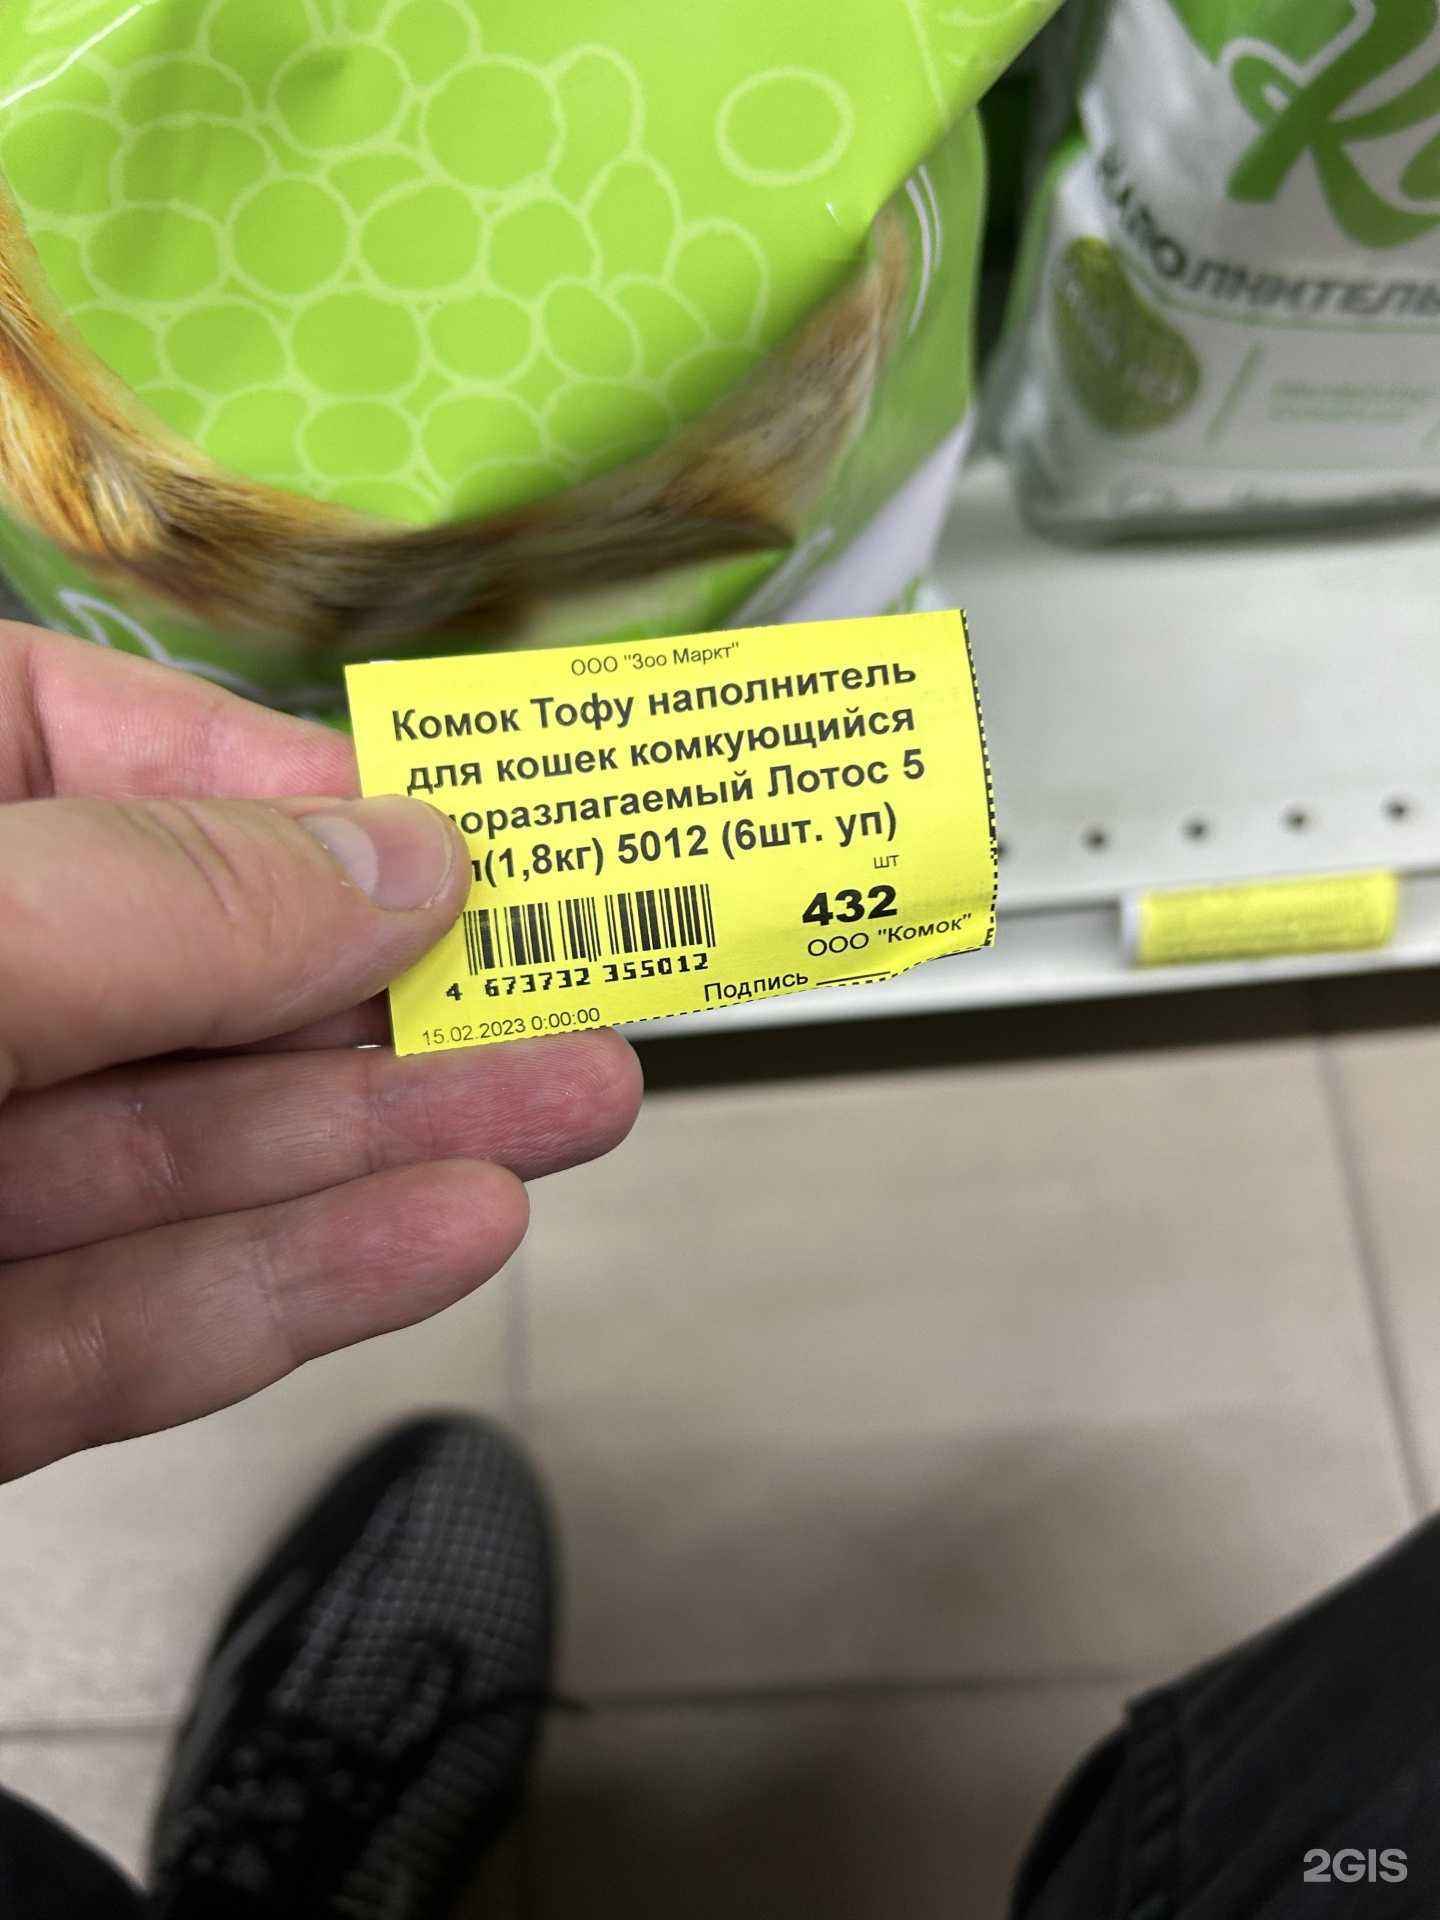 НАПОЛНИТЕЛЬ
ООО "Зоо Маркт"
Комок Тофу наполнитель
для кошек комкующийся
Лотос 5
(1,8кг) 5012 (6шт. уп)
шт
432
ООО "Комок"
4 673732 355012
Подпись
15.02.2023 0:00:00
2GIS